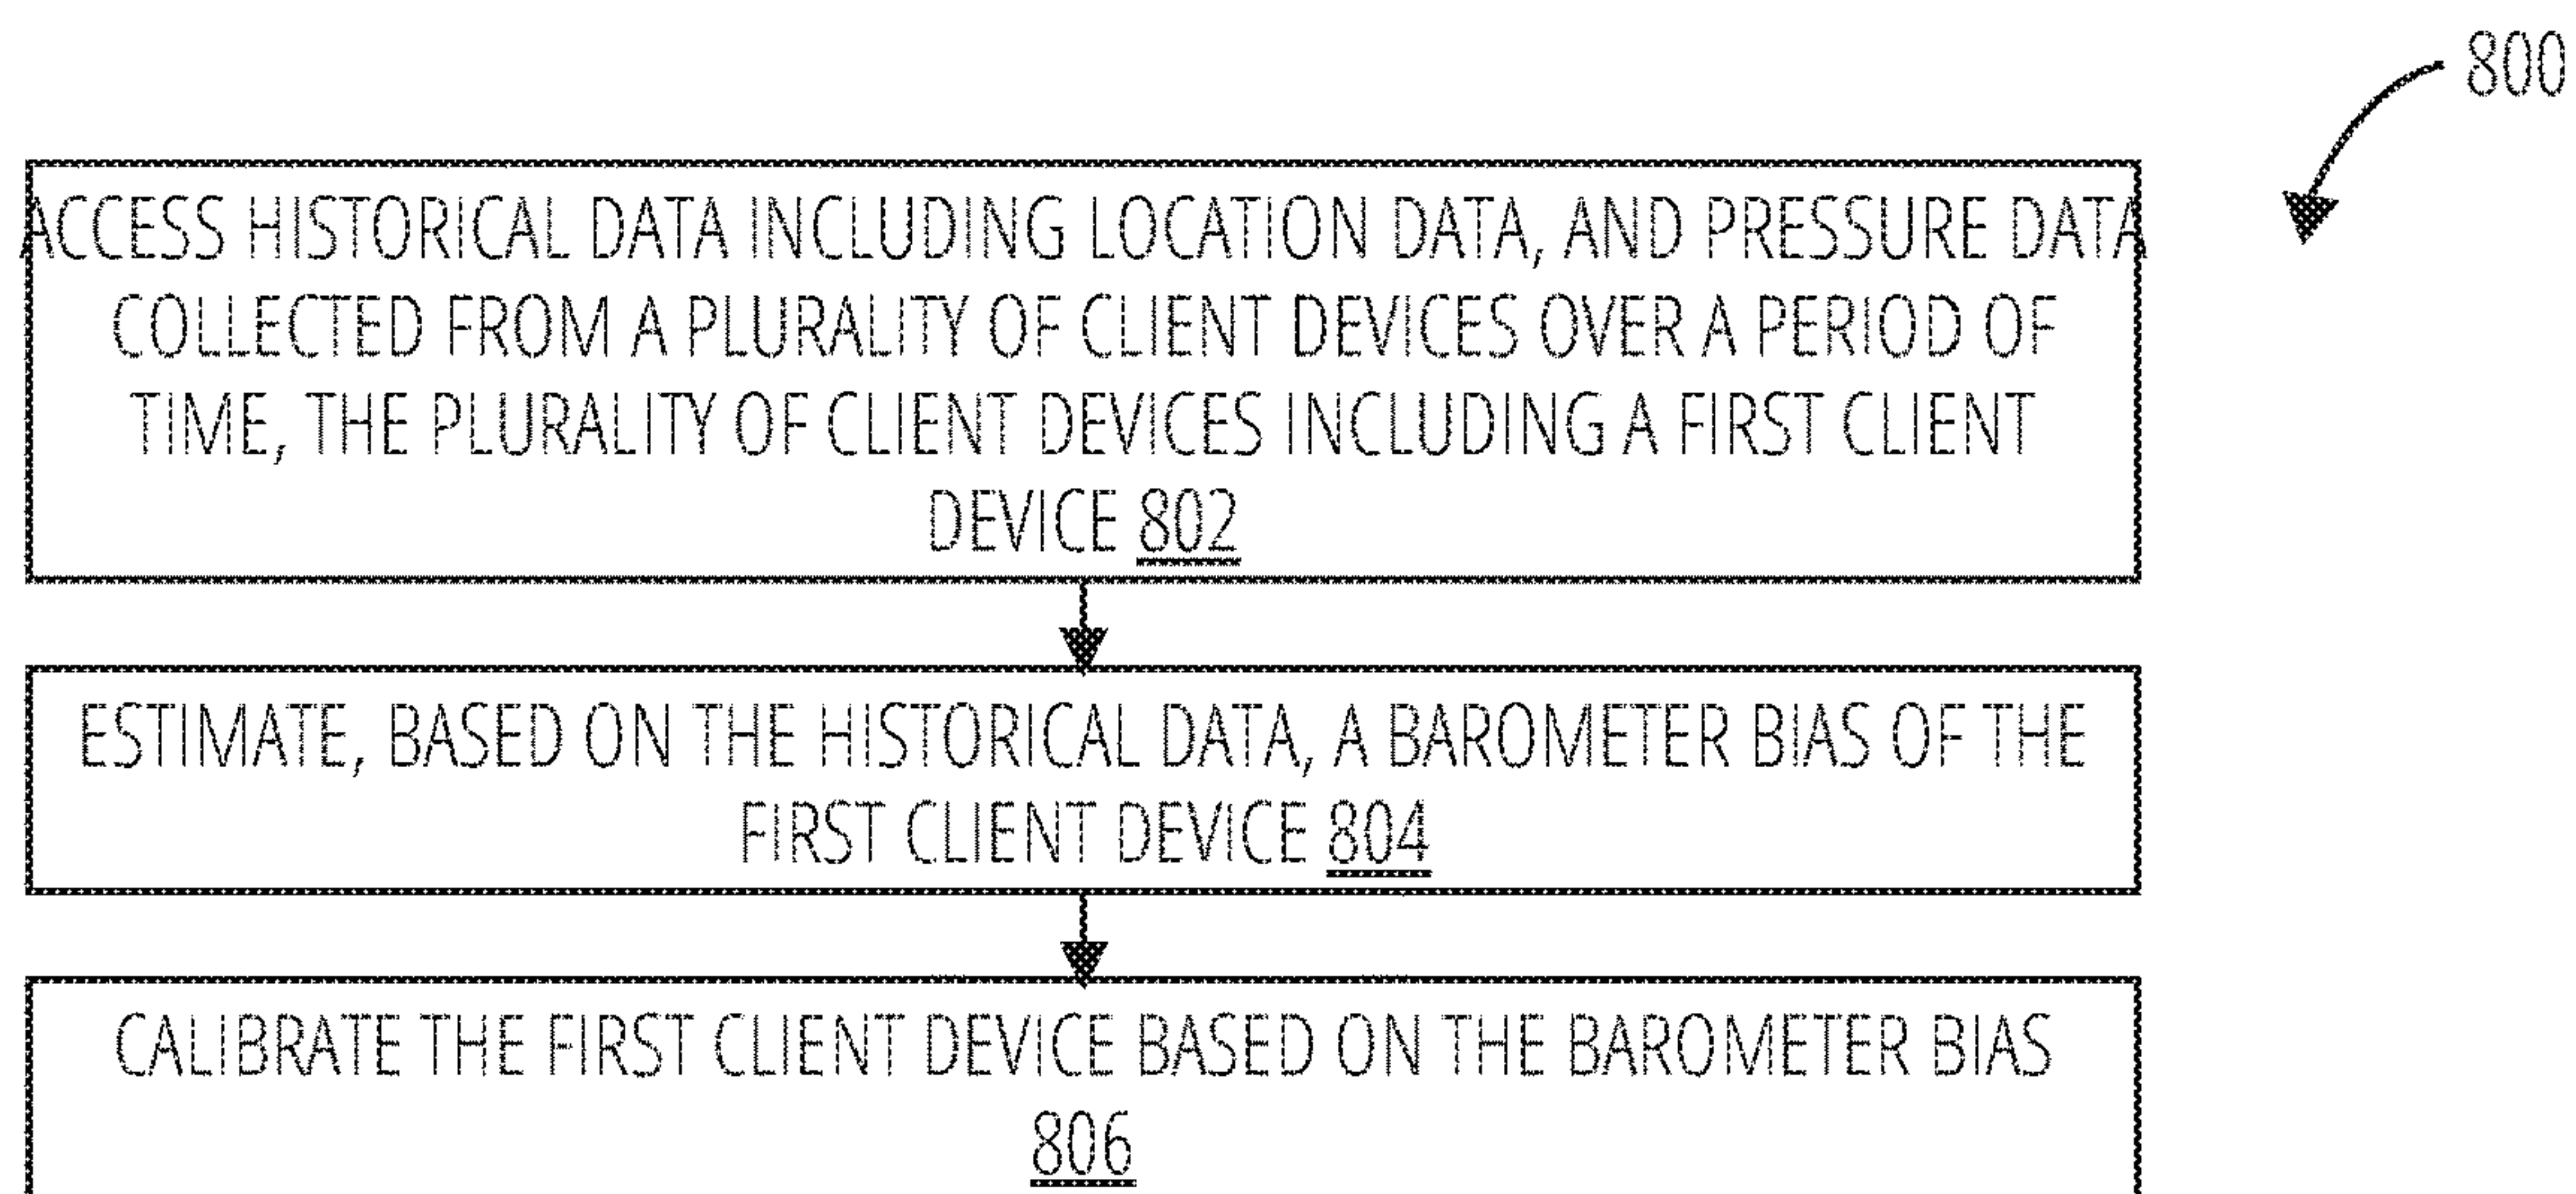 800
ACCESS HISTORICAL DATA INCLUDING LOCATION DATA, AND PRESSURE DATA
COLLECTED FROM A PLURALITY OF CLIENT DEVICES OVER A PERIOD OF
TIME, THE PLURALITY OF CLIENT DEVICES INCLUDING A FIRST CLIENT
DEVICE 802
ESTIMATE, BASED ON THE HISTORICAL DATA, A BAROMETER BIAS OF THE
FIRST CLIENT DEVICE 804
CALIBRATE THE FIRST CLIENT DEVICE BASED ON THE BAROMETER BIAS
806